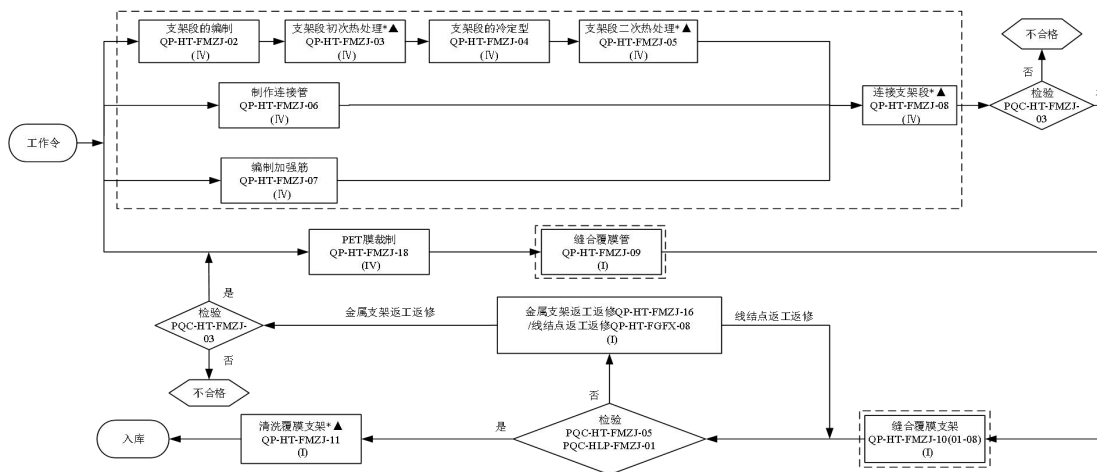 支架段的编制
QP-HT-FMZJ-02
(Ⅳ)
支架段初次热处理*▲
QP-HT-FMZJ-03
(Ⅳ)
支架段的冷定型
QP-HT-FMZJ-04
(Ⅳ)
支架段二次热处理*▲
QP-HT-FMZJ-05
(Ⅳ)
不合格
否
制作连接管
QP-HT-FMZJ-06
(Ⅳ)
连接支架段*▲
QP-HT-FMZJ-08
(Ⅳ)
检验
PQC-HT-FMZJ-
03
工作令
编制加强筋
QP-HT-FMZJ-07
(Ⅳ)
PET膜裁制
QP-HT-FMZJ-18
(IV)
缝合覆膜管
QP-HT-FMZJ-09
(I)
是
检验
PQC-HT-FMZJ-
03
否
不合格
金属支架返工返修
金属支架返工返修QP-HT-FMZJ-16
/线结点返工返修QP-HT-FGFX-08
(I)
线结点返工返修
否
入库
清洗覆膜支架*▲
QP-HT-FMZJ-11
(I)
是
检验
PQC-HT-FMZJ-05
PQC-HLP-FMZJ-01
缝合覆膜支架
QP-HT-FMZJ-10(01-08)
(I)